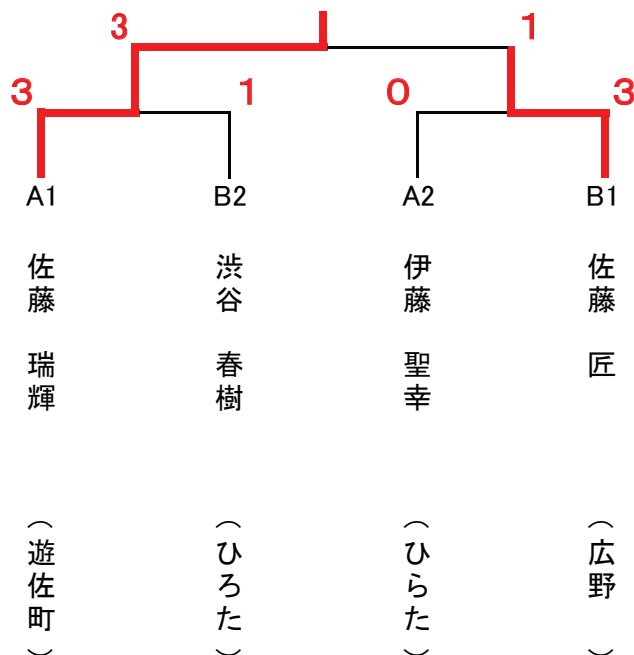 3 1
3 1 0 3
A1 B2 A2 B1
佐藤 瑞輝 (遊佐町)
渋谷 春樹 (ひろた)
伊藤 聖幸 (ひらた)
佐藤 匠 (広野)